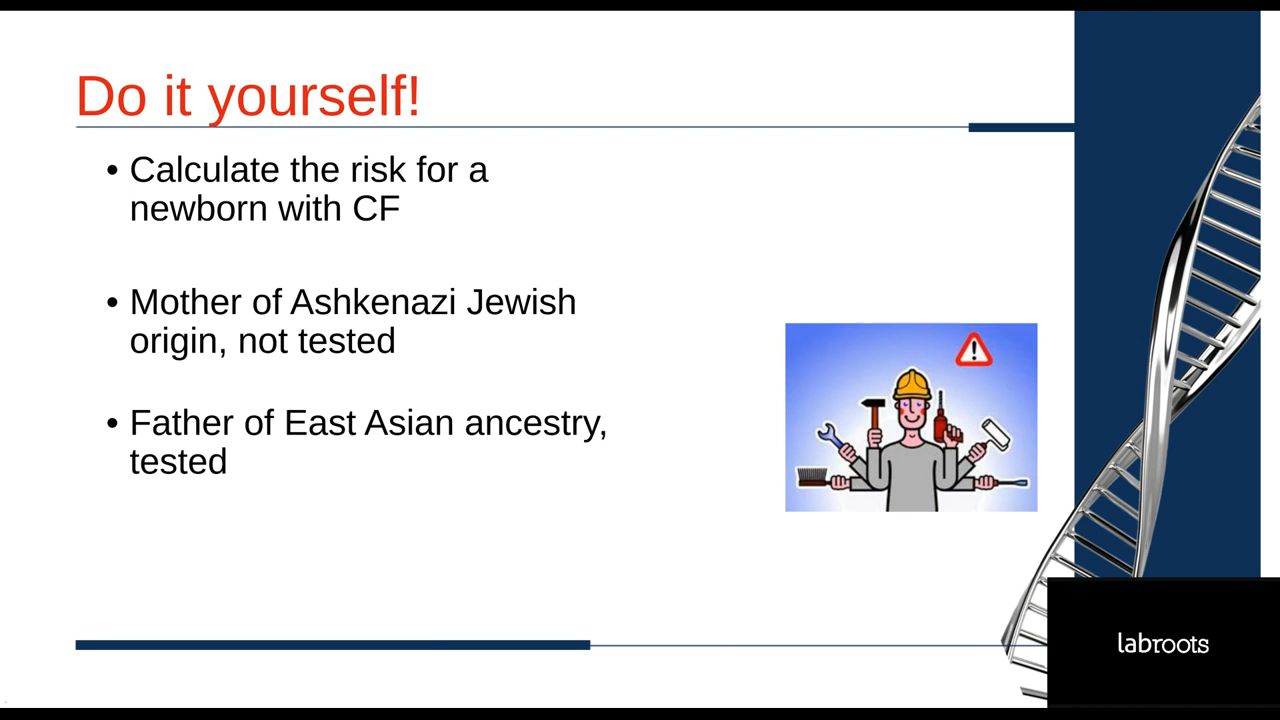 Do it yourself!
• Calculate the risk for a
newborn with CF
• Mother of Ashkenazi Jewish
origin, not tested
• Father of East Asian ancestry,
tested
labroots